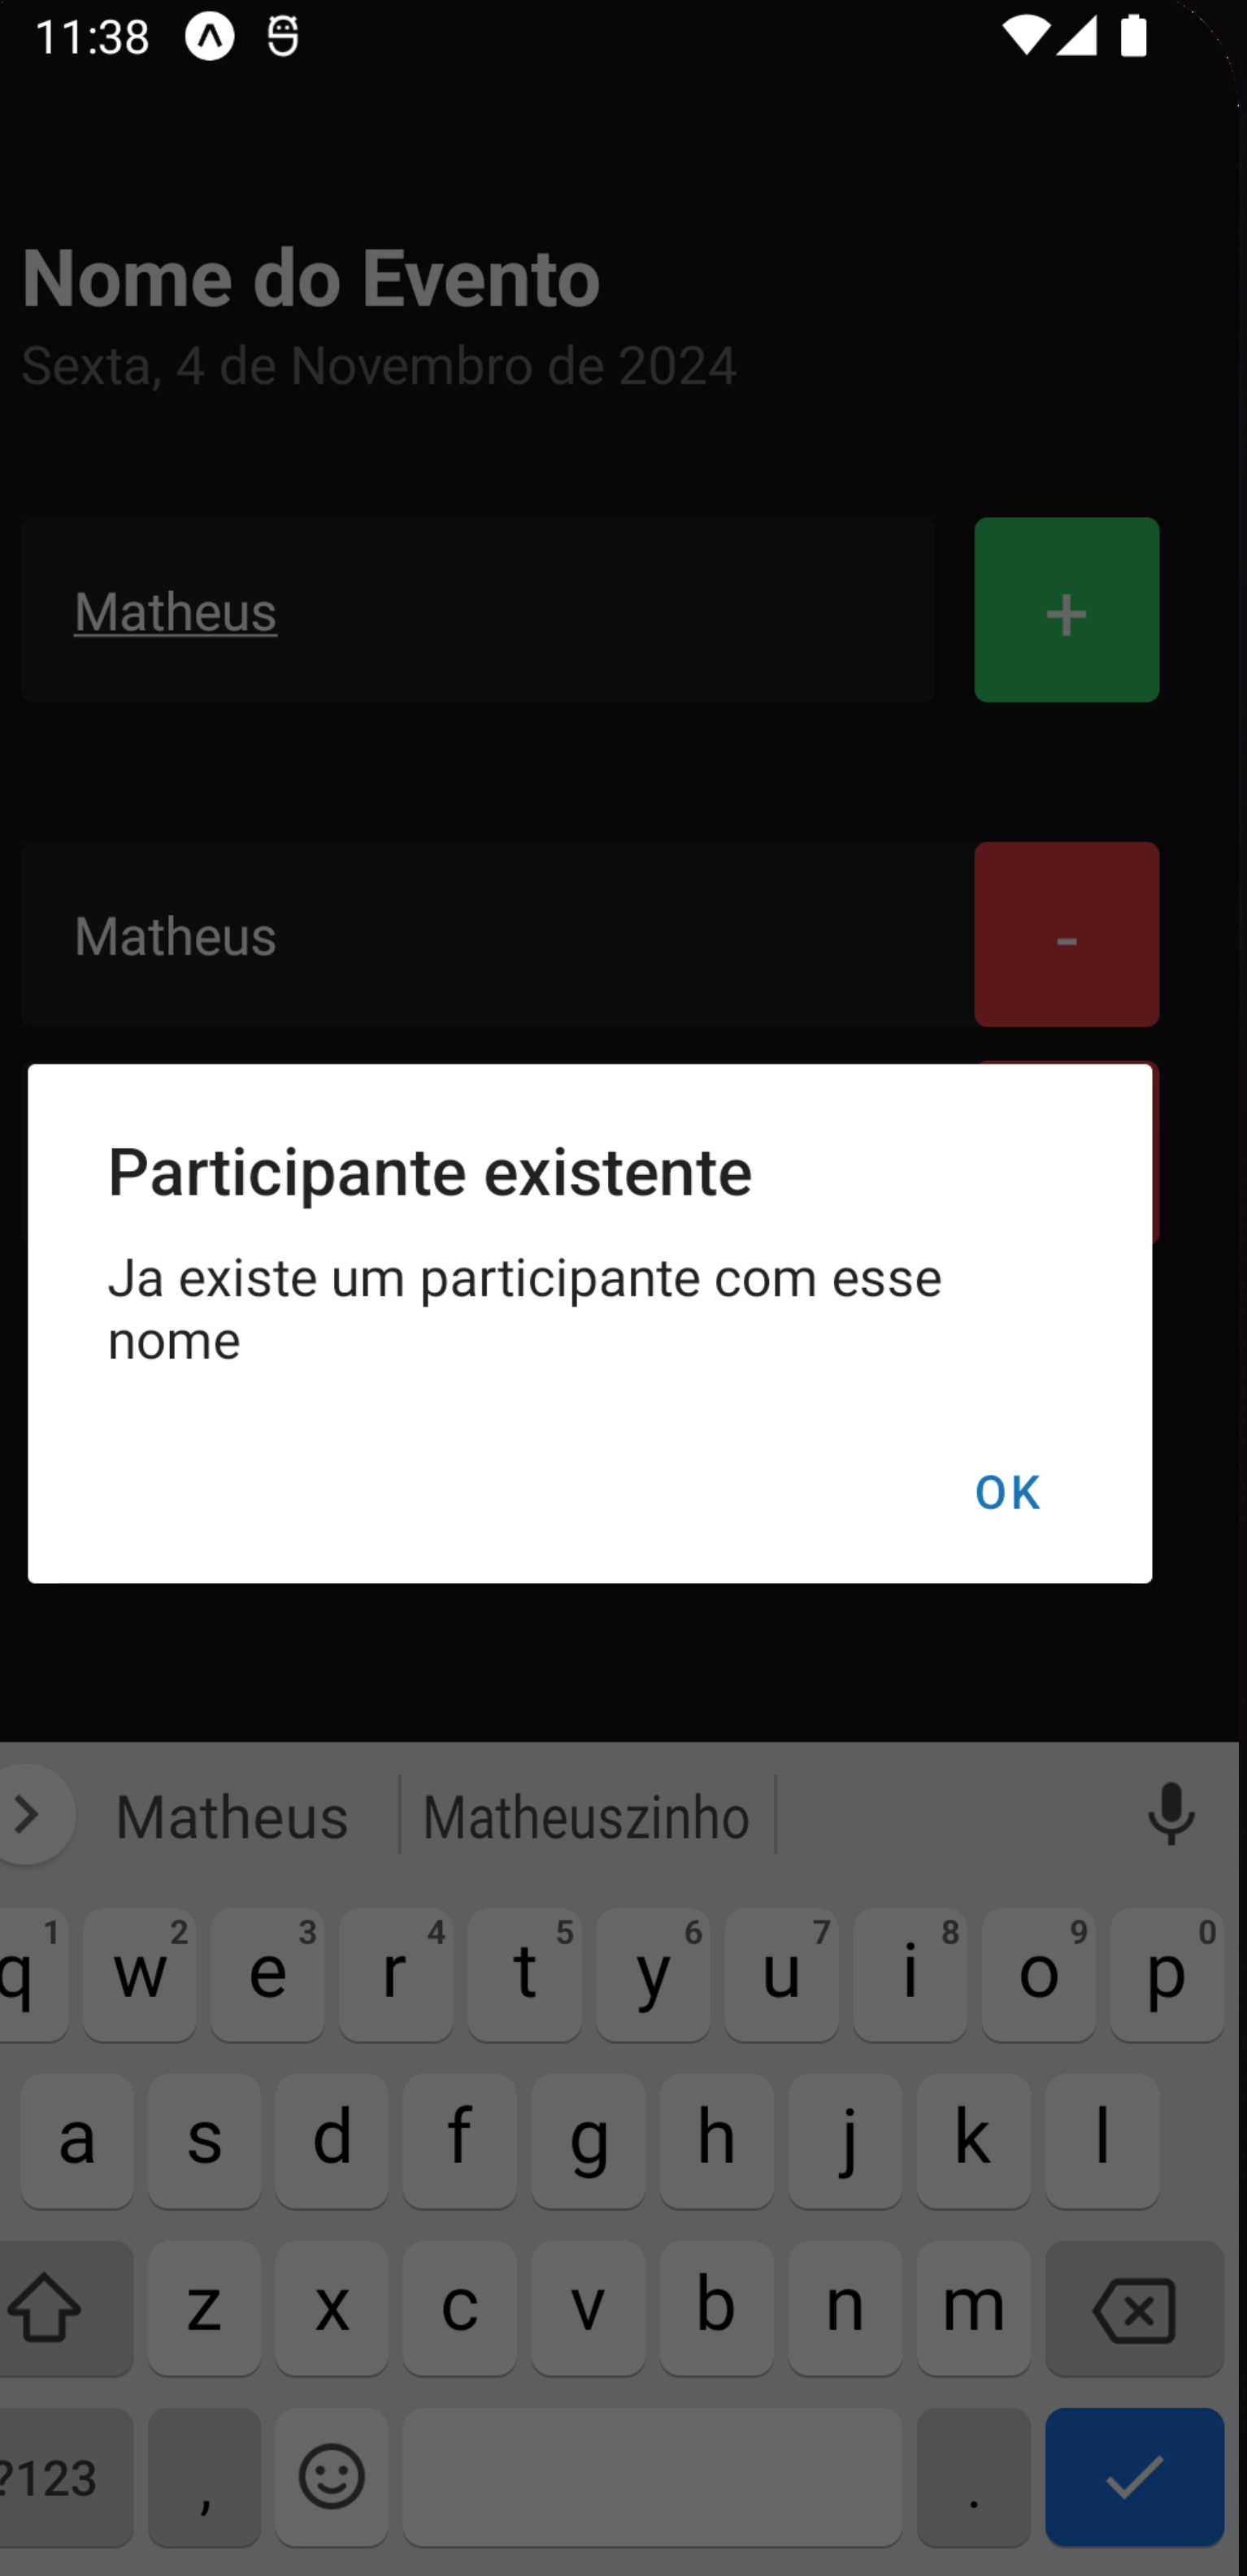 11:38
Nome do Evento
Sexta, 4 de Novembro de 2024
Matheus
+
Matheus
-
Participante existente
Ja existe um participante com esse
nome
OK
Matheus Matheuszinho
1 2 3 4 5 6 7 8 9 0
q w e r t y u i o p
a s d f g h j k l
z x c v b n m
?123 , .